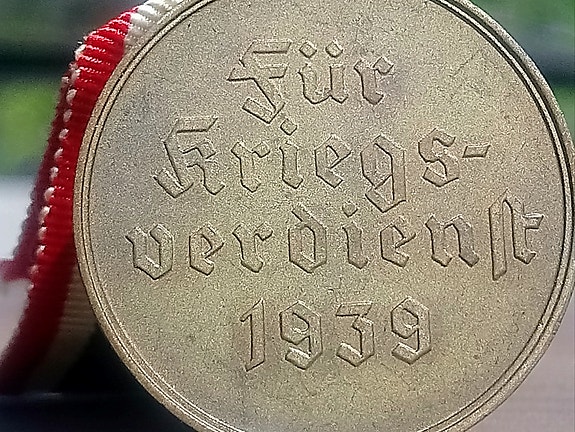 Für
Kriegs-
verdienſt
1939